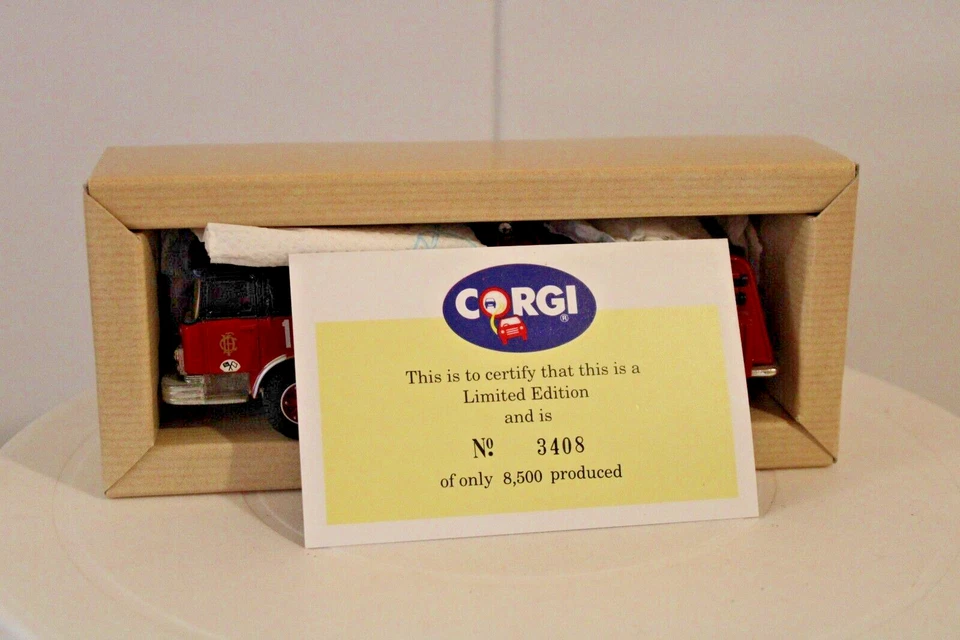 CORGI
®
This is to certify that this is a
Limited Edition
and is
Nº. 3408
of only 8,500 produced
1